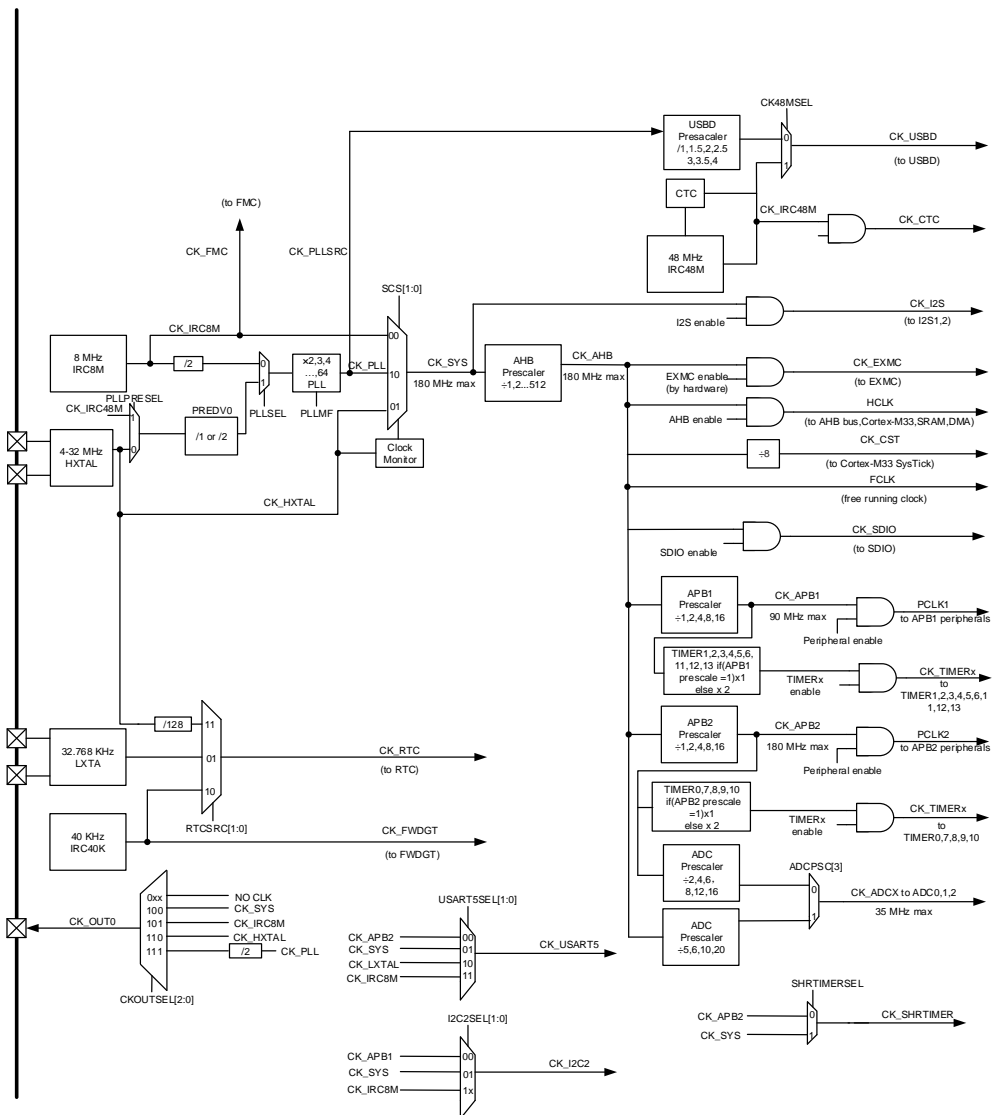 CK48MSEL
USBD
Presacaler
/1,1.5,2,2.5
3,3.5,4
0
1
CK_USBD
(to USBD)
CTC
CK_IRC48M
CK_CTC
48 MHz
IRC48M
(to FMC)
CK_FMC
CK_PLLSRC
SCS[1:0]
CK_I2S
I2S enable
(to I2S1,2)
8 MHz
IRC8M
CK_IRC8M
/2
0
1
PLLSEL
×2,3,4
…,64
PLL
PLLMF
CK_PLL
00
10
01
CK_SYS
180 MHz max
AHB
Prescaler
÷1,2...512
CK_AHB
180 MHz max
EXMC enable
(by hardware)
CK_EXMC
(to EXMC)
HCLK
AHB enable
(to AHB bus,Cortex-M33,SRAM,DMA)
PLLPRESEL
CK_IRC48M
1
0
PREDV0
/1 or /2
4-32 MHz
HXTAL
Clock
Monitor
CK_HXTAL
÷8
CK_CST
(to Cortex-M33 SysTick)
FCLK
(free running clock)
CK_SDIO
SDIO enable
(to SDIO)
APB1
Prescaler
÷1,2,4,8,16
CK_APB1
90 MHz max
PCLK1
to APB1 peripherals
Peripheral enable
TIMER1,2,3,4,5,6,
11,12,13 if(APB1
prescale =1)x1
else x 2
TIMERx
enable
CK_TIMERx
to
TIMER1,2,3,4,5,6,1
1,12,13
APB2
Prescaler
÷1,2,4,8,16
CK_APB2
180 MHz max
PCLK2
to APB2 peripherals
Peripheral enable
TIMER0,7,8,9,10
if(APB2 prescale
=1)x1
else x 2
TIMERx
enable
CK_TIMERx
to
TIMER0,7,8,9,10
ADC
Prescaler
÷2,4,6,
8,12,16
ADCPSC[3]
0
1
CK_ADCX to ADC0,1,2
35 MHz max
ADC
Prescaler
÷5,6,10,20
/128
11
01
10
32.768 KHz
LXTA
CK_RTC
(to RTC)
RTCSRC[1:0]
40 KHz
IRC40K
CK_FWDGT
(to FWDGT)
CK_OUT0
0xx
100
101
110
111
NO CLK
CK_SYS
CK_IRC8M
CK_HXTAL
/2
CK_PLL
CKOUTSEL[2:0]
USART5SEL[1:0]
CK_APB2
CK_SYS
CK_LXTAL
CK_IRC8M
00
01
10
11
CK_USART5
SHRTIMERSEL
CK_APB2
CK_SYS
0
1
CK_SHRTIMER
I2C2SEL[1:0]
CK_APB1
CK_SYS
CK_IRC8M
00
01
1x
CK_I2C2